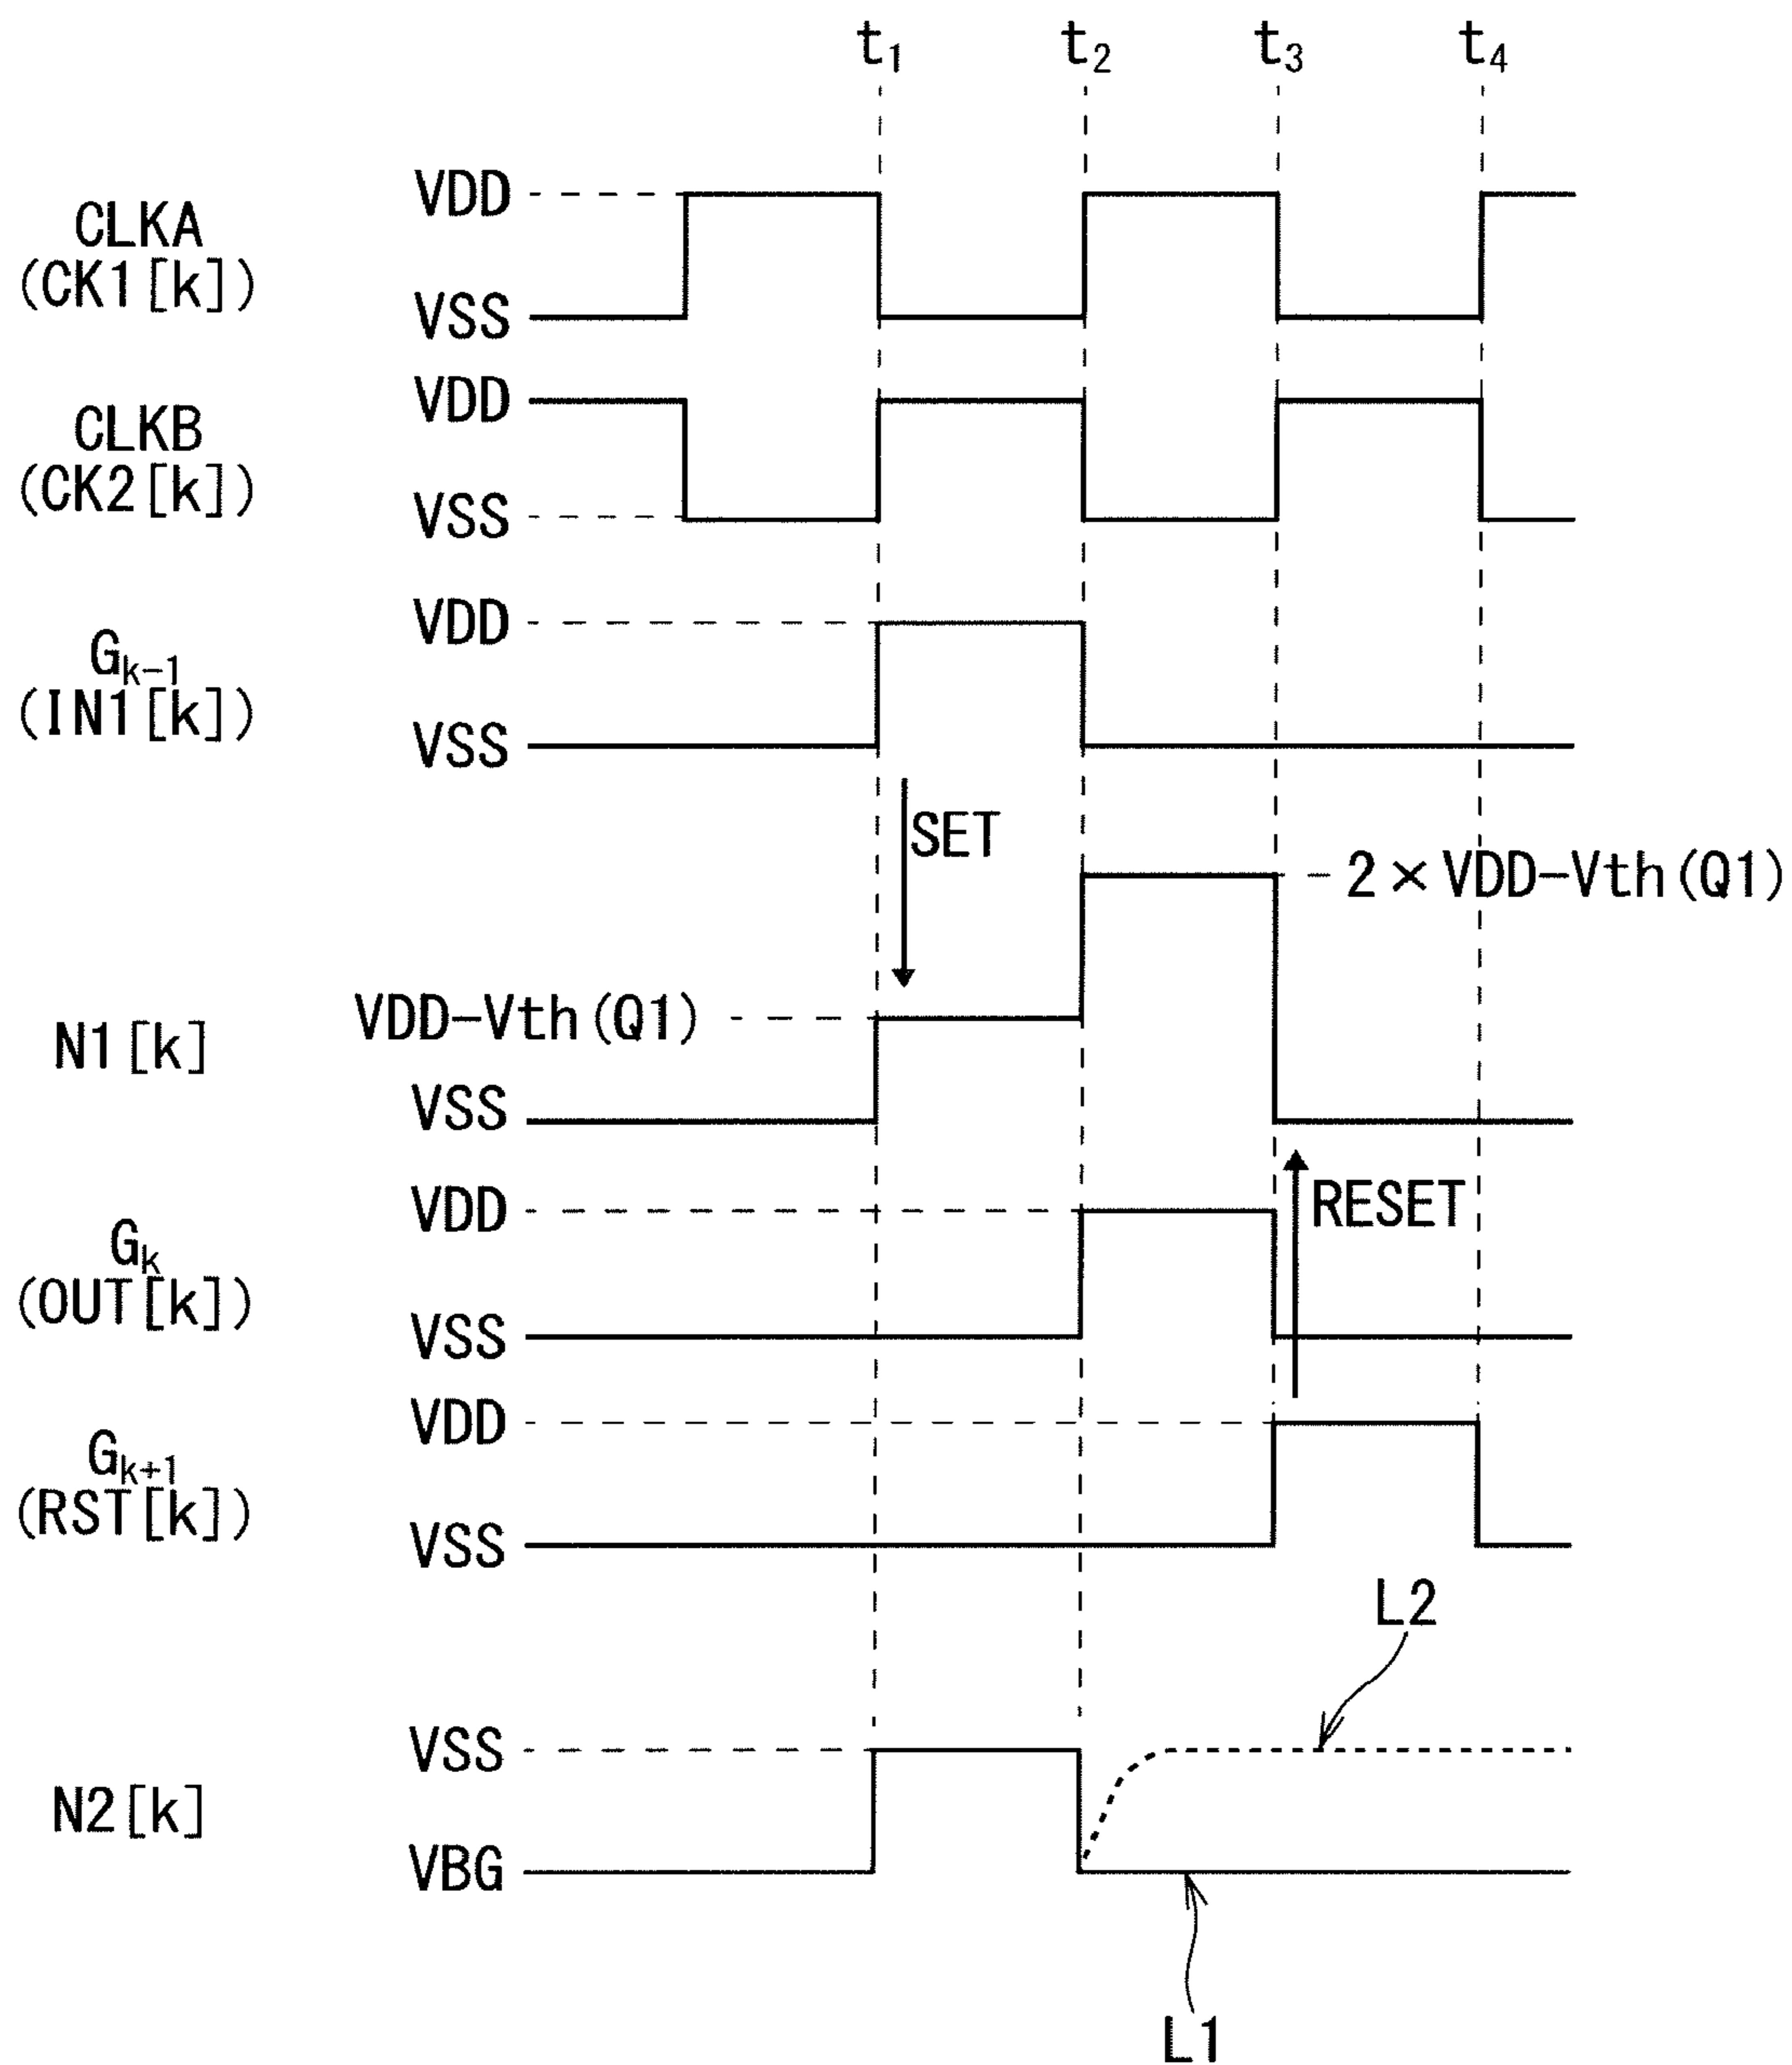 t1 t2 t3 t4
CLKA
(CK1[k])
VDD
VSS
CLKB
(CK2[k])
VDD
VSS
Gk-1
(IN1[k])
VDD
VSS
SET
2×VDD-Vth(Q1)
N1[k]
VDD-Vth(Q1)
VSS
RESET
Gk
(OUT[k])
VDD
VSS
Gk+1
(RST[k])
VDD
VSS
L2
N2[k]
VSS
VBG
L1